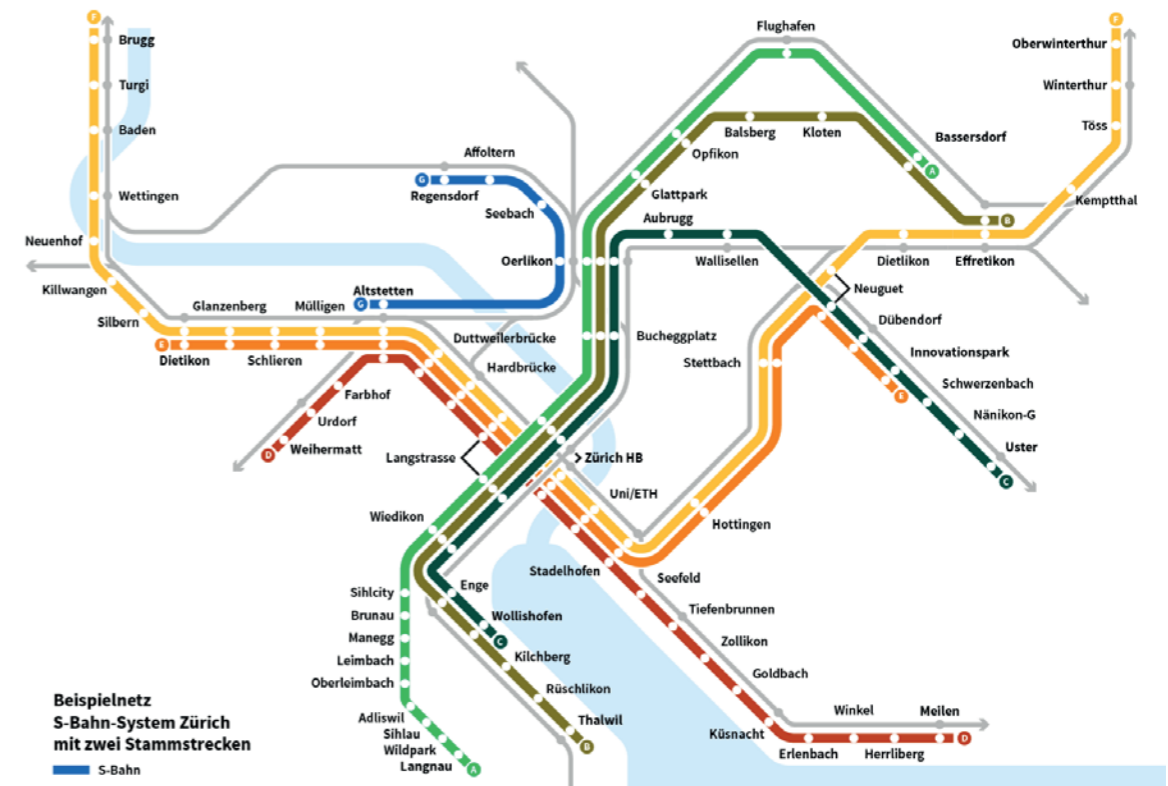 F
Brugg
Turgi
Baden
Wettingen
Neuenhof
Killwangen
Silbern
Glanzenberg
Mülligen
E
Dietikon
Schlieren
Affoltern
G
Regensdorf
Seebach
Oerlikon
Altstetten
G
Duttweilerbrücke
Hardbrücke
Farbhof
Urdorf
Weihermatt
D
Langstrasse
Zürich HB
Uni/ETH
Wiedikon
Flughafen
Balsberg
Kloten
Opfikon
Glattpark
Aubrugg
Bassersdorf
A
B
Wallisellen
Dietlikon
Effretikon
F
Oberwinterthur
Winterthur
Töss
Kemptthal
Neuguet
Bucheggplatz
Stettbach
Dübendorf
Innovationspark
Schwerzenbach
Nänikon-G
Uster
E
C
Hottingen
Stadelhofen
Seefeld
Tiefenbrunnen
Zollikon
Goldbach
Küsnacht
Winkel
Meilen
Erlenbach
Herrliberg
D
Sihlcity
Brunau
Manegg
Leimbach
Oberleimbach
Adliswil
Sihlau
Wildpark
Langnau
A
Enge
Wollishofen
C
Kilchberg
Rüschlikon
Thalwil
B
Beispielnetz
S-Bahn-System Zürich
mit zwei Stammstrecken
S-Bahn